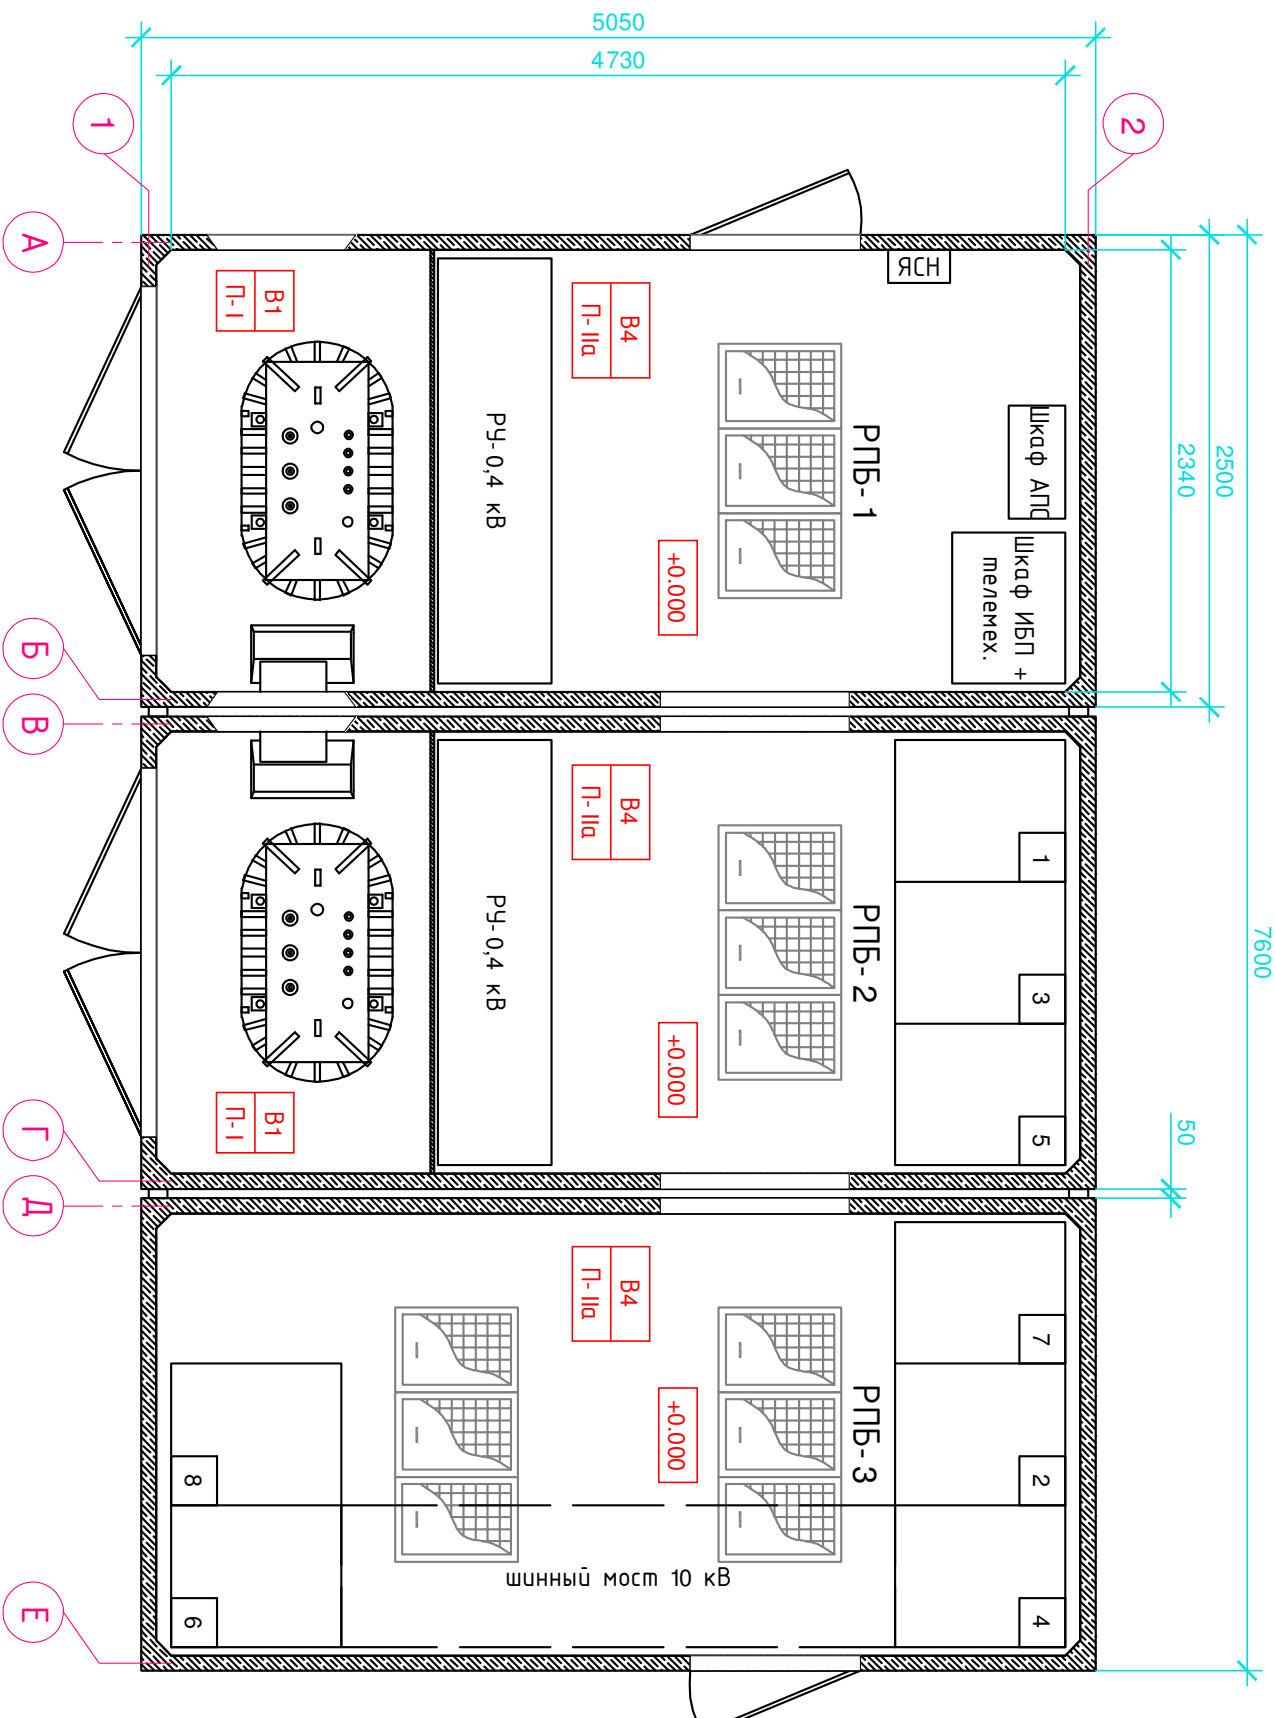 5050
4730
1
2
А
Б
В
Г
Д
Е
7600
2500
2340
50
ЯСН
Шкаф АПС
Шкаф ИБП +
телемех.
В1
П-I
В4
П-IIа
РУ-0,4 кВ
РПБ-1
+0.000
В4
П-IIа
РУ-0,4 кВ
РПБ-2
+0.000
В1
П-I
1
3
5
В4
П-IIа
РПБ-3
+0.000
7
2
4
8
6
шинный мост 10 кВ